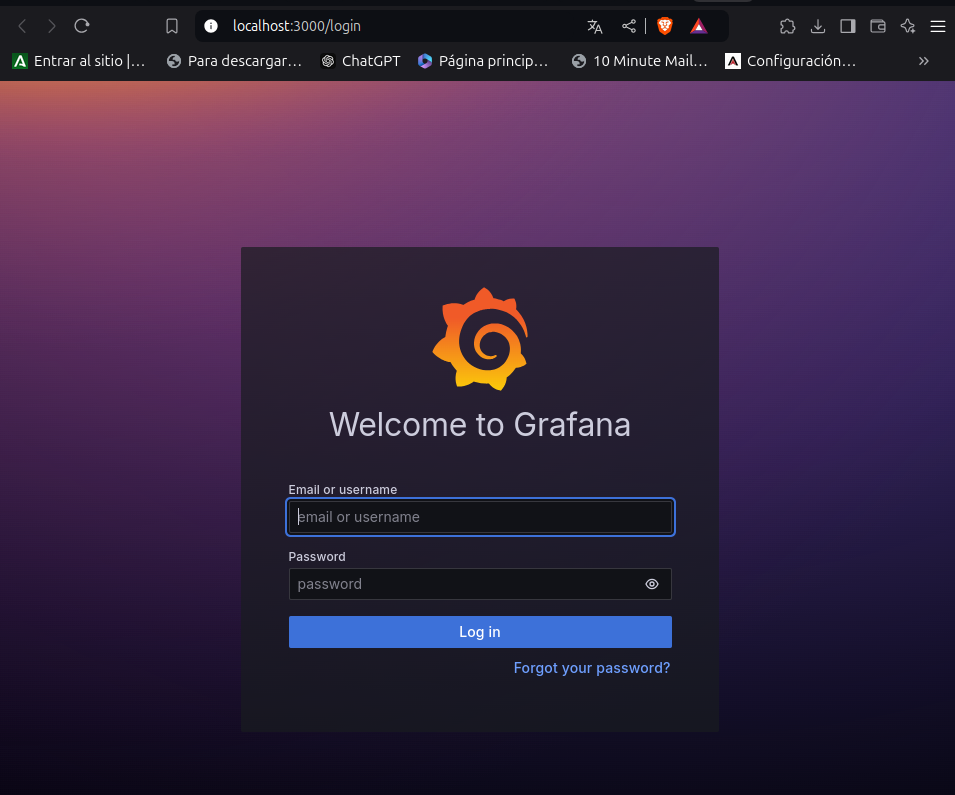 localhost:3000/login
Entrar al sitio |... Para descargar... ChatGPT Página princip... 10 Minute Mail... Configuración... »
Welcome to Grafana
Email or username
email or username
Password
password
Log in
Forgot your password?